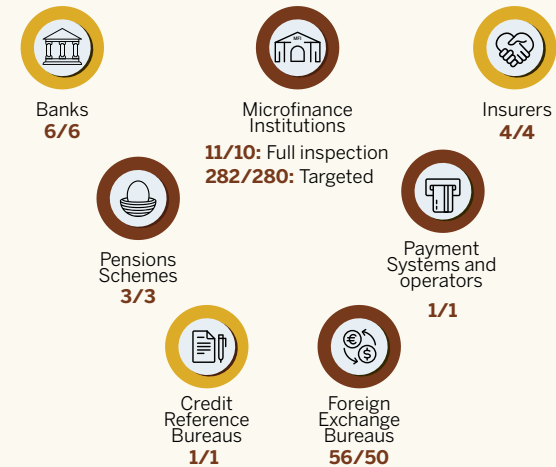 MFI
Banks
6/6
Microfinance
Institutions
11/10: Full inspection
282/280: Targeted
Insurers
4/4
Pensions
Schemes
3/3
Payment
Systems and
operators
1/1
Credit
Reference
Bureaus
1/1
€
$
Foreign
Exchange
Bureaus
56/50